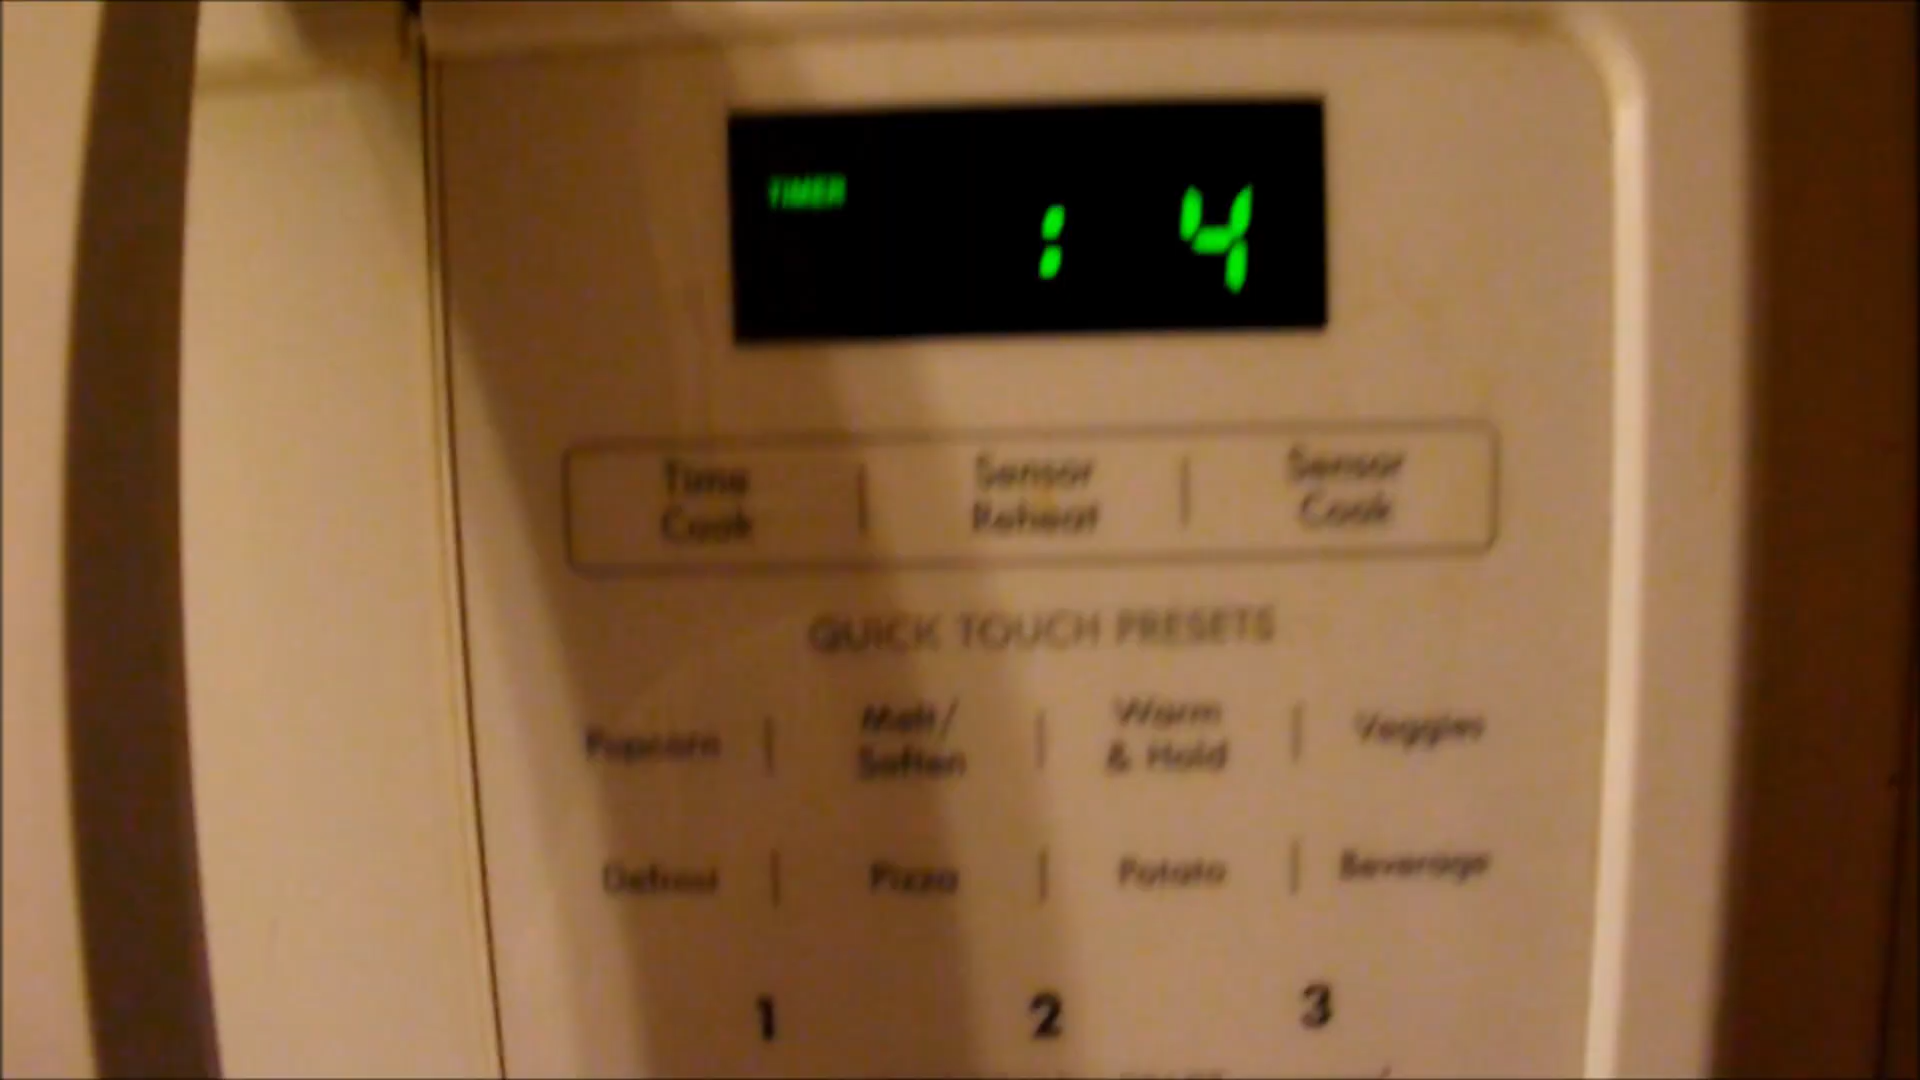 TIMER
: 4
Time Cook | Sensor Reheat | Sensor Cook
QUICK TOUCH PRESETS
Popcorn | Melt/ Soften | Warm & Hold | Veggies
Defrost | Pizza | Potato | Beverage
1 2 3